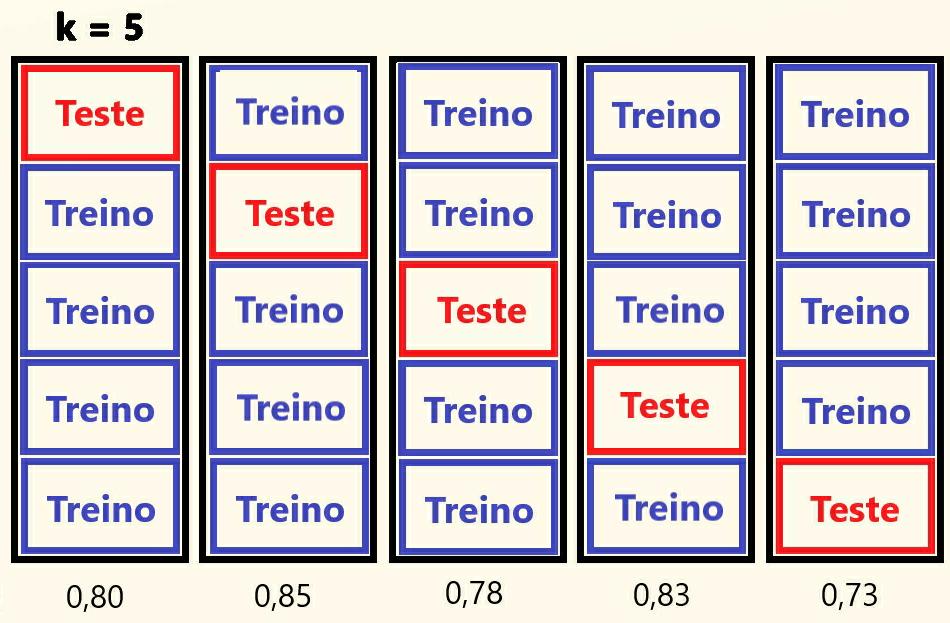 k = 5
Teste Treino Treino Treino Treino
Treino Teste Treino Treino Treino
Treino Treino Teste Treino Treino
Treino Treino Treino Teste Treino
Treino Treino Treino Treino Teste
0,80 0,85 0,78 0,83 0,73